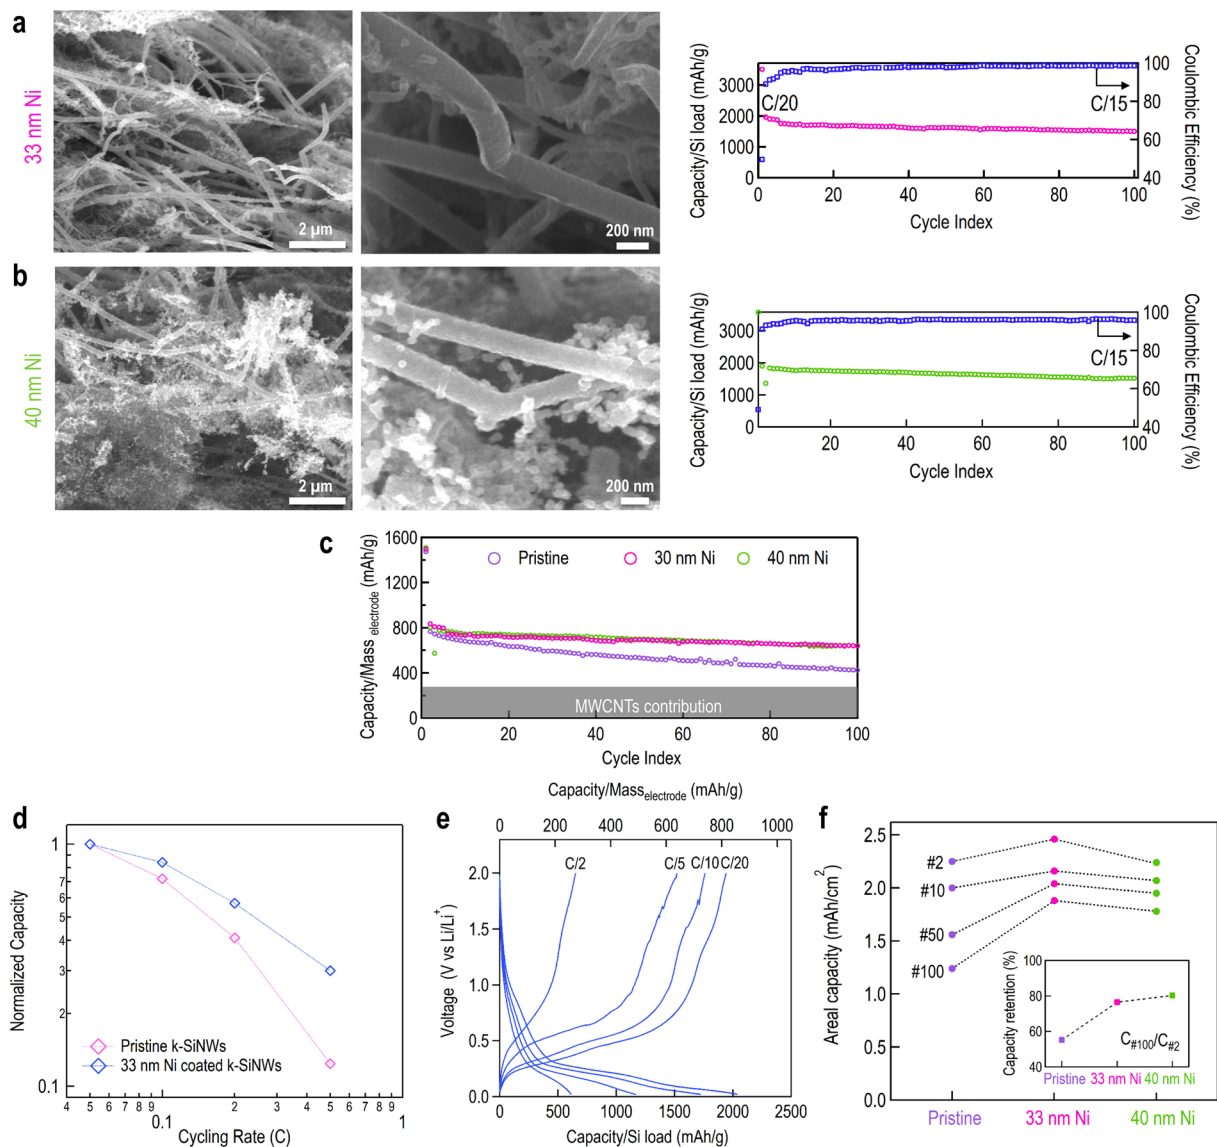 a
33 nm Ni
2 µm
200 nm
Capacity/Si load (mAh/g)
3000
2000
1000
0
C/20
C/15
100
80
60
40
Coulombic Efficiency (%)
0 20 40 60 80 100
Cycle Index
b
40 nm Ni
2 µm
200 nm
Capacity/Si load (mAh/g)
3000
2000
1000
0
C/15
100
80
60
40
Coulombic Efficiency (%)
20 40 60 80 100
Cycle Index
c
Capacity/Mass electrode (mAh/g)
1600
1200
800
400
0
Pristine 30 nm Ni 40 nm Ni
MWCNTs contribution
0 20 40 60 80 100
Cycle Index
d
Normalized Capacity
1
9
8
7
6
5
4
3
2
0.1
Pristine k-SiNWs
33 nm Ni coated k-SiNWs
4 5 6 7 8 9 0.1 2 3 4 5 6 7 8 9 1
Cycling Rate (C)
e
Capacity/Mass electrode (mAh/g)
0 200 400 600 800 1000
C/2 C/5 C/10 C/20
Voltage (V vs Li/Li+)
2.0
1.5
1.0
0.5
0.0
0 500 1000 1500 2000 2500
Capacity/Si load (mAh/g)
f
Areal capacity (mAh/cm2)
2.5
2.0
1.5
1.0
0.5
0.0
#2
#10
#50
#100
Capacity retention (%)
100
80
60
40
C#100/C#2
Pristine 33 nm Ni 40 nm Ni
Pristine 33 nm Ni 40 nm Ni